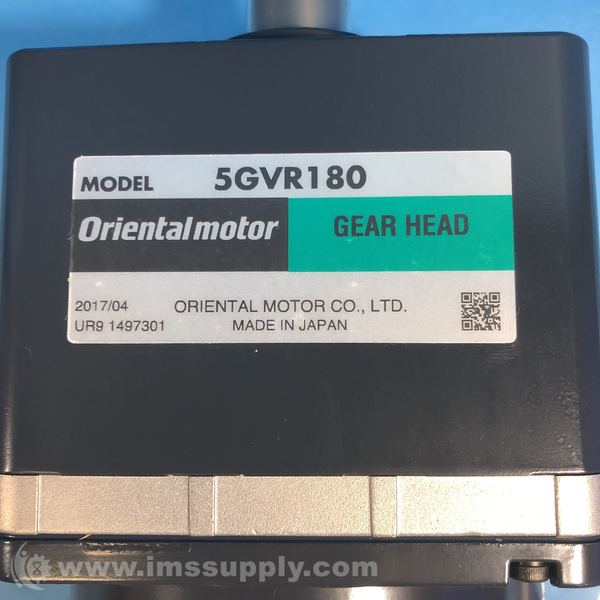 MODEL 5GVR180
Orientalmotor
GEAR HEAD
2017/04 ORIENTAL MOTOR CO., LTD.
UR9 1497301 MADE IN JAPAN
www.imssupply.com